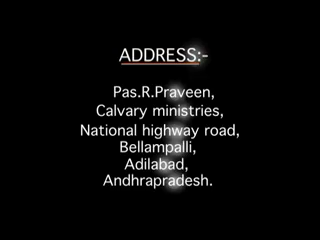 ADDRESS:-
Pas.R.Praveen,
Calvary ministries,
National highway road,
Bellampalli,
Adilabad,
Andhrapradesh.